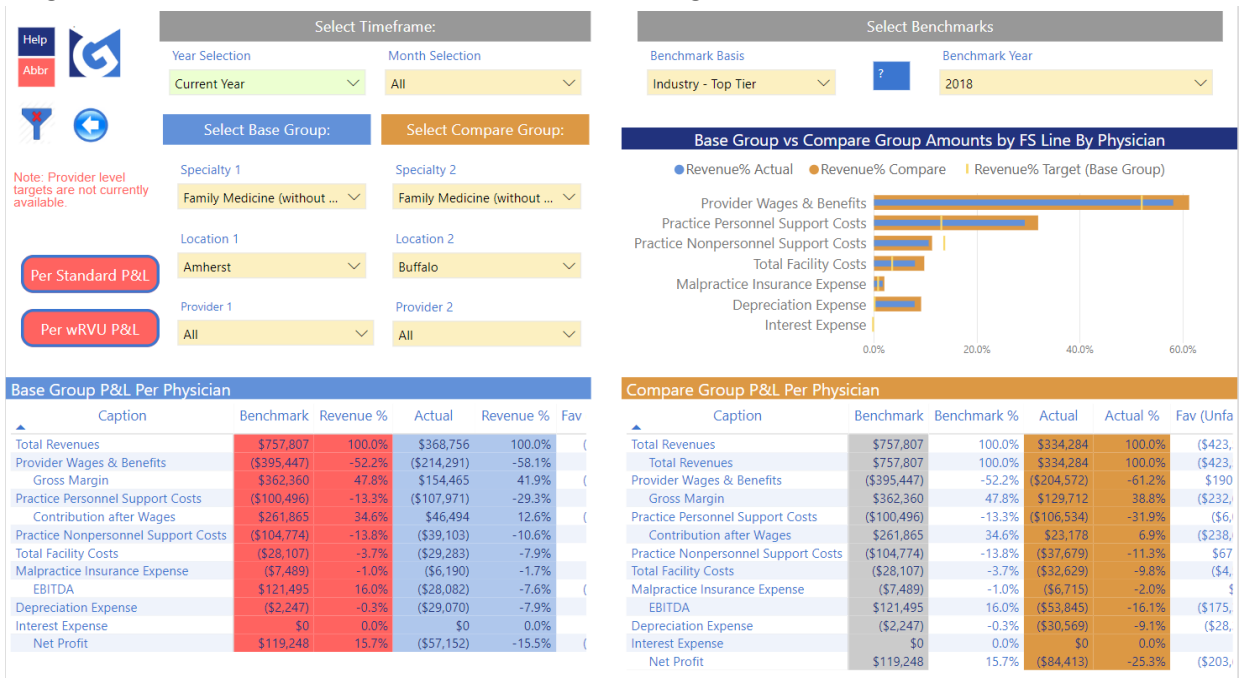 Help
Abbr
Select Timeframe:
Year Selection
Month Selection
Current Year
All
Select Base Group:
Select Compare Group:
Note: Provider level
targets are not currently
available.
Specialty 1
Specialty 2
Family Medicine (without ...
Family Medicine (without ...
Location 1
Location 2
Amherst
Buffalo
Per Standard P&L
Provider 1
Provider 2
Per wRVU P&L
All
All
Select Benchmarks
Benchmark Basis
Benchmark Year
Industry - Top Tier
?
2018
Base Group vs Compare Group Amounts by FS Line By Physician
Revenue% Actual Revenue% Compare Revenue% Target (Base Group)
Provider Wages & Benefits
Practice Personnel Support Costs
Practice Nonpersonnel Support Costs
Total Facility Costs
Malpractice Insurance Expense
Depreciation Expense
Interest Expense
0.0% 20.0% 40.0% 60.0%
Base Group P&L Per Physician
Caption Benchmark Revenue % Actual Revenue % Fav
Total Revenues $757,807 100.0% $368,756 100.0% (
Provider Wages & Benefits ($395,447) -52.2% ($214,291) -58.1%
Gross Margin $362,360 47.8% $154,465 41.9% (
Practice Personnel Support Costs ($100,496) -13.3% ($107,971) -29.3%
Contribution after Wages $261,865 34.6% $46,494 12.6% (
Practice Nonpersonnel Support Costs ($104,774) -13.8% ($39,103) -10.6%
Total Facility Costs ($28,107) -3.7% ($29,283) -7.9%
Malpractice Insurance Expense ($7,489) -1.0% ($6,190) -1.7%
EBITDA $121,495 16.0% ($28,082) -7.6% (
Depreciation Expense ($2,247) -0.3% ($29,070) -7.9%
Interest Expense $0 0.0% $0 0.0%
Net Profit $119,248 15.7% ($57,152) -15.5% (
Compare Group P&L Per Physician
Caption Benchmark Benchmark % Actual Actual % Fav (Unfa
Total Revenues $757,807 100.0% $334,284 100.0% ($423,
Total Revenues $757,807 100.0% $334,284 100.0% ($423,
Provider Wages & Benefits ($395,447) -52.2% ($204,572) -61.2% $190
Gross Margin $362,360 47.8% $129,712 38.8% ($232,
Practice Personnel Support Costs ($100,496) -13.3% ($106,534) -31.9% ($6,
Contribution after Wages $261,865 34.6% $23,178 6.9% ($238,
Practice Nonpersonnel Support Costs ($104,774) -13.8% ($37,679) -11.3% $67
Total Facility Costs ($28,107) -3.7% ($32,629) -9.8% ($4,
Malpractice Insurance Expense ($7,489) -1.0% ($6,715) -2.0% $
EBITDA $121,495 16.0% ($53,845) -16.1% ($175,
Depreciation Expense ($2,247) -0.3% ($30,569) -9.1% ($28,
Interest Expense $0 0.0% $0 0.0%
Net Profit $119,248 15.7% ($84,413) -25.3% ($203,